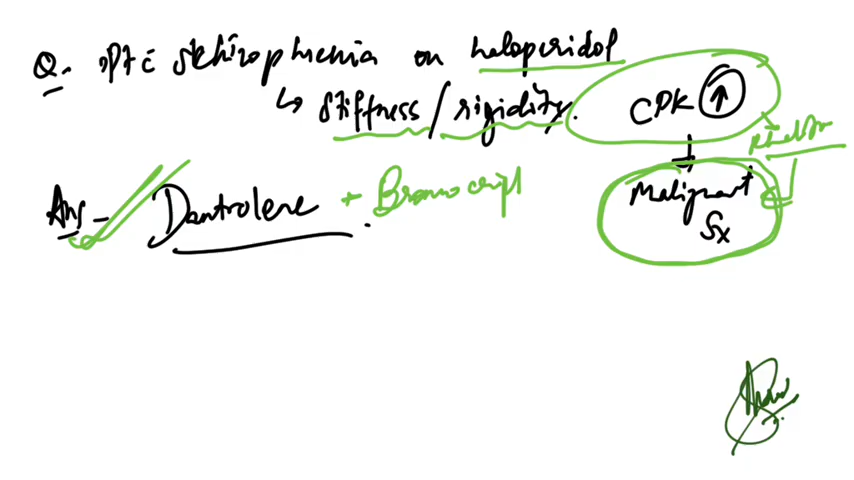 Q. Pt c̄ schizophrenia on haloperidol
↳ stiffness / rigidity. CPK ↑
Ans - Dantrolene + Bromocript
Malignant
Sx